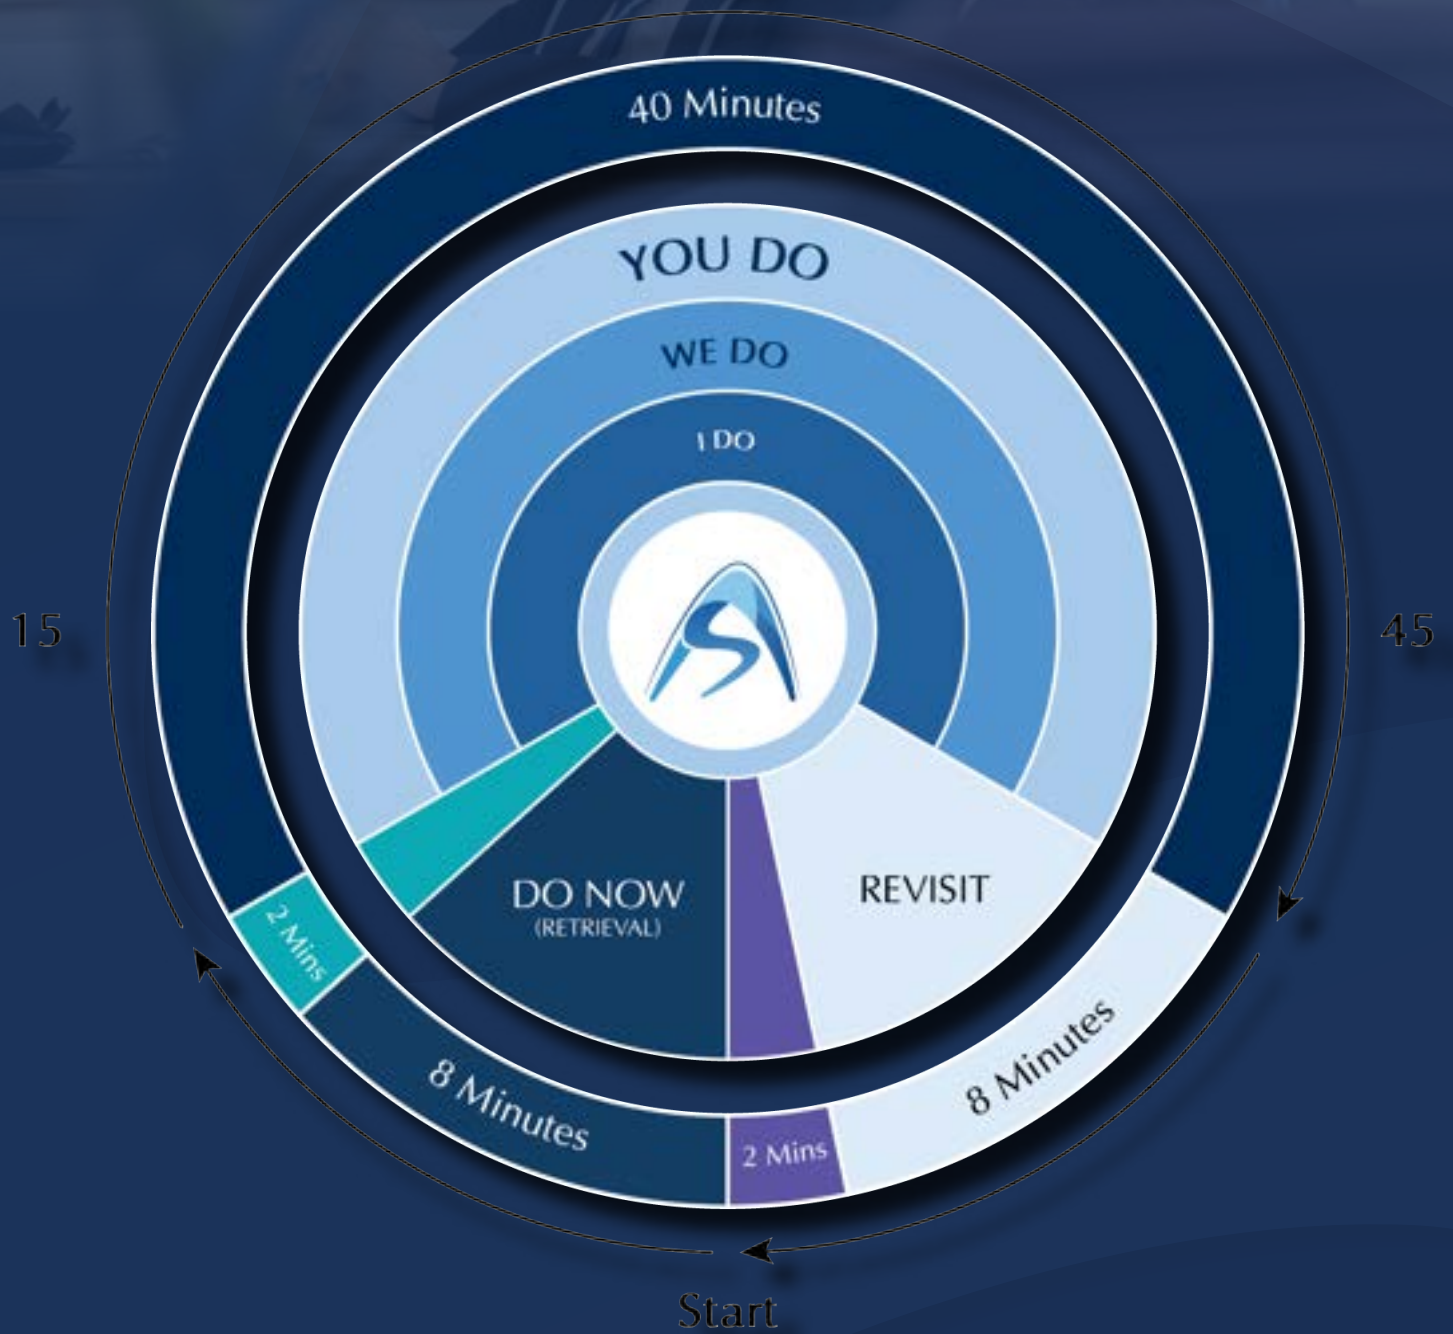 40 Minutes
YOU DO
WE DO
I DO
15
45
DO NOW
(RETRIEVAL)
REVISIT
2 Mins
8 Minutes
2 Mins
8 Minutes
Start